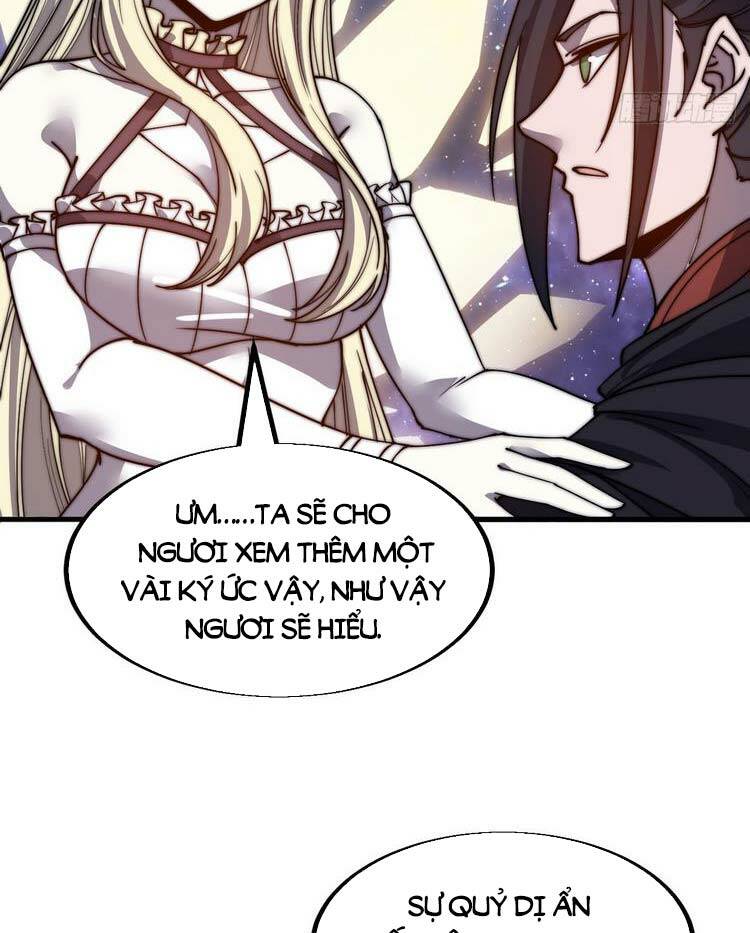 ƯM......TA SẼ CHO
NGƯƠI XEM THÊM MỘT
VÀI KÝ ỨC VẬY, NHƯ VẬY
NGƯƠI SẼ HIỂU.
SỰ QUỶ DỊ ẨN